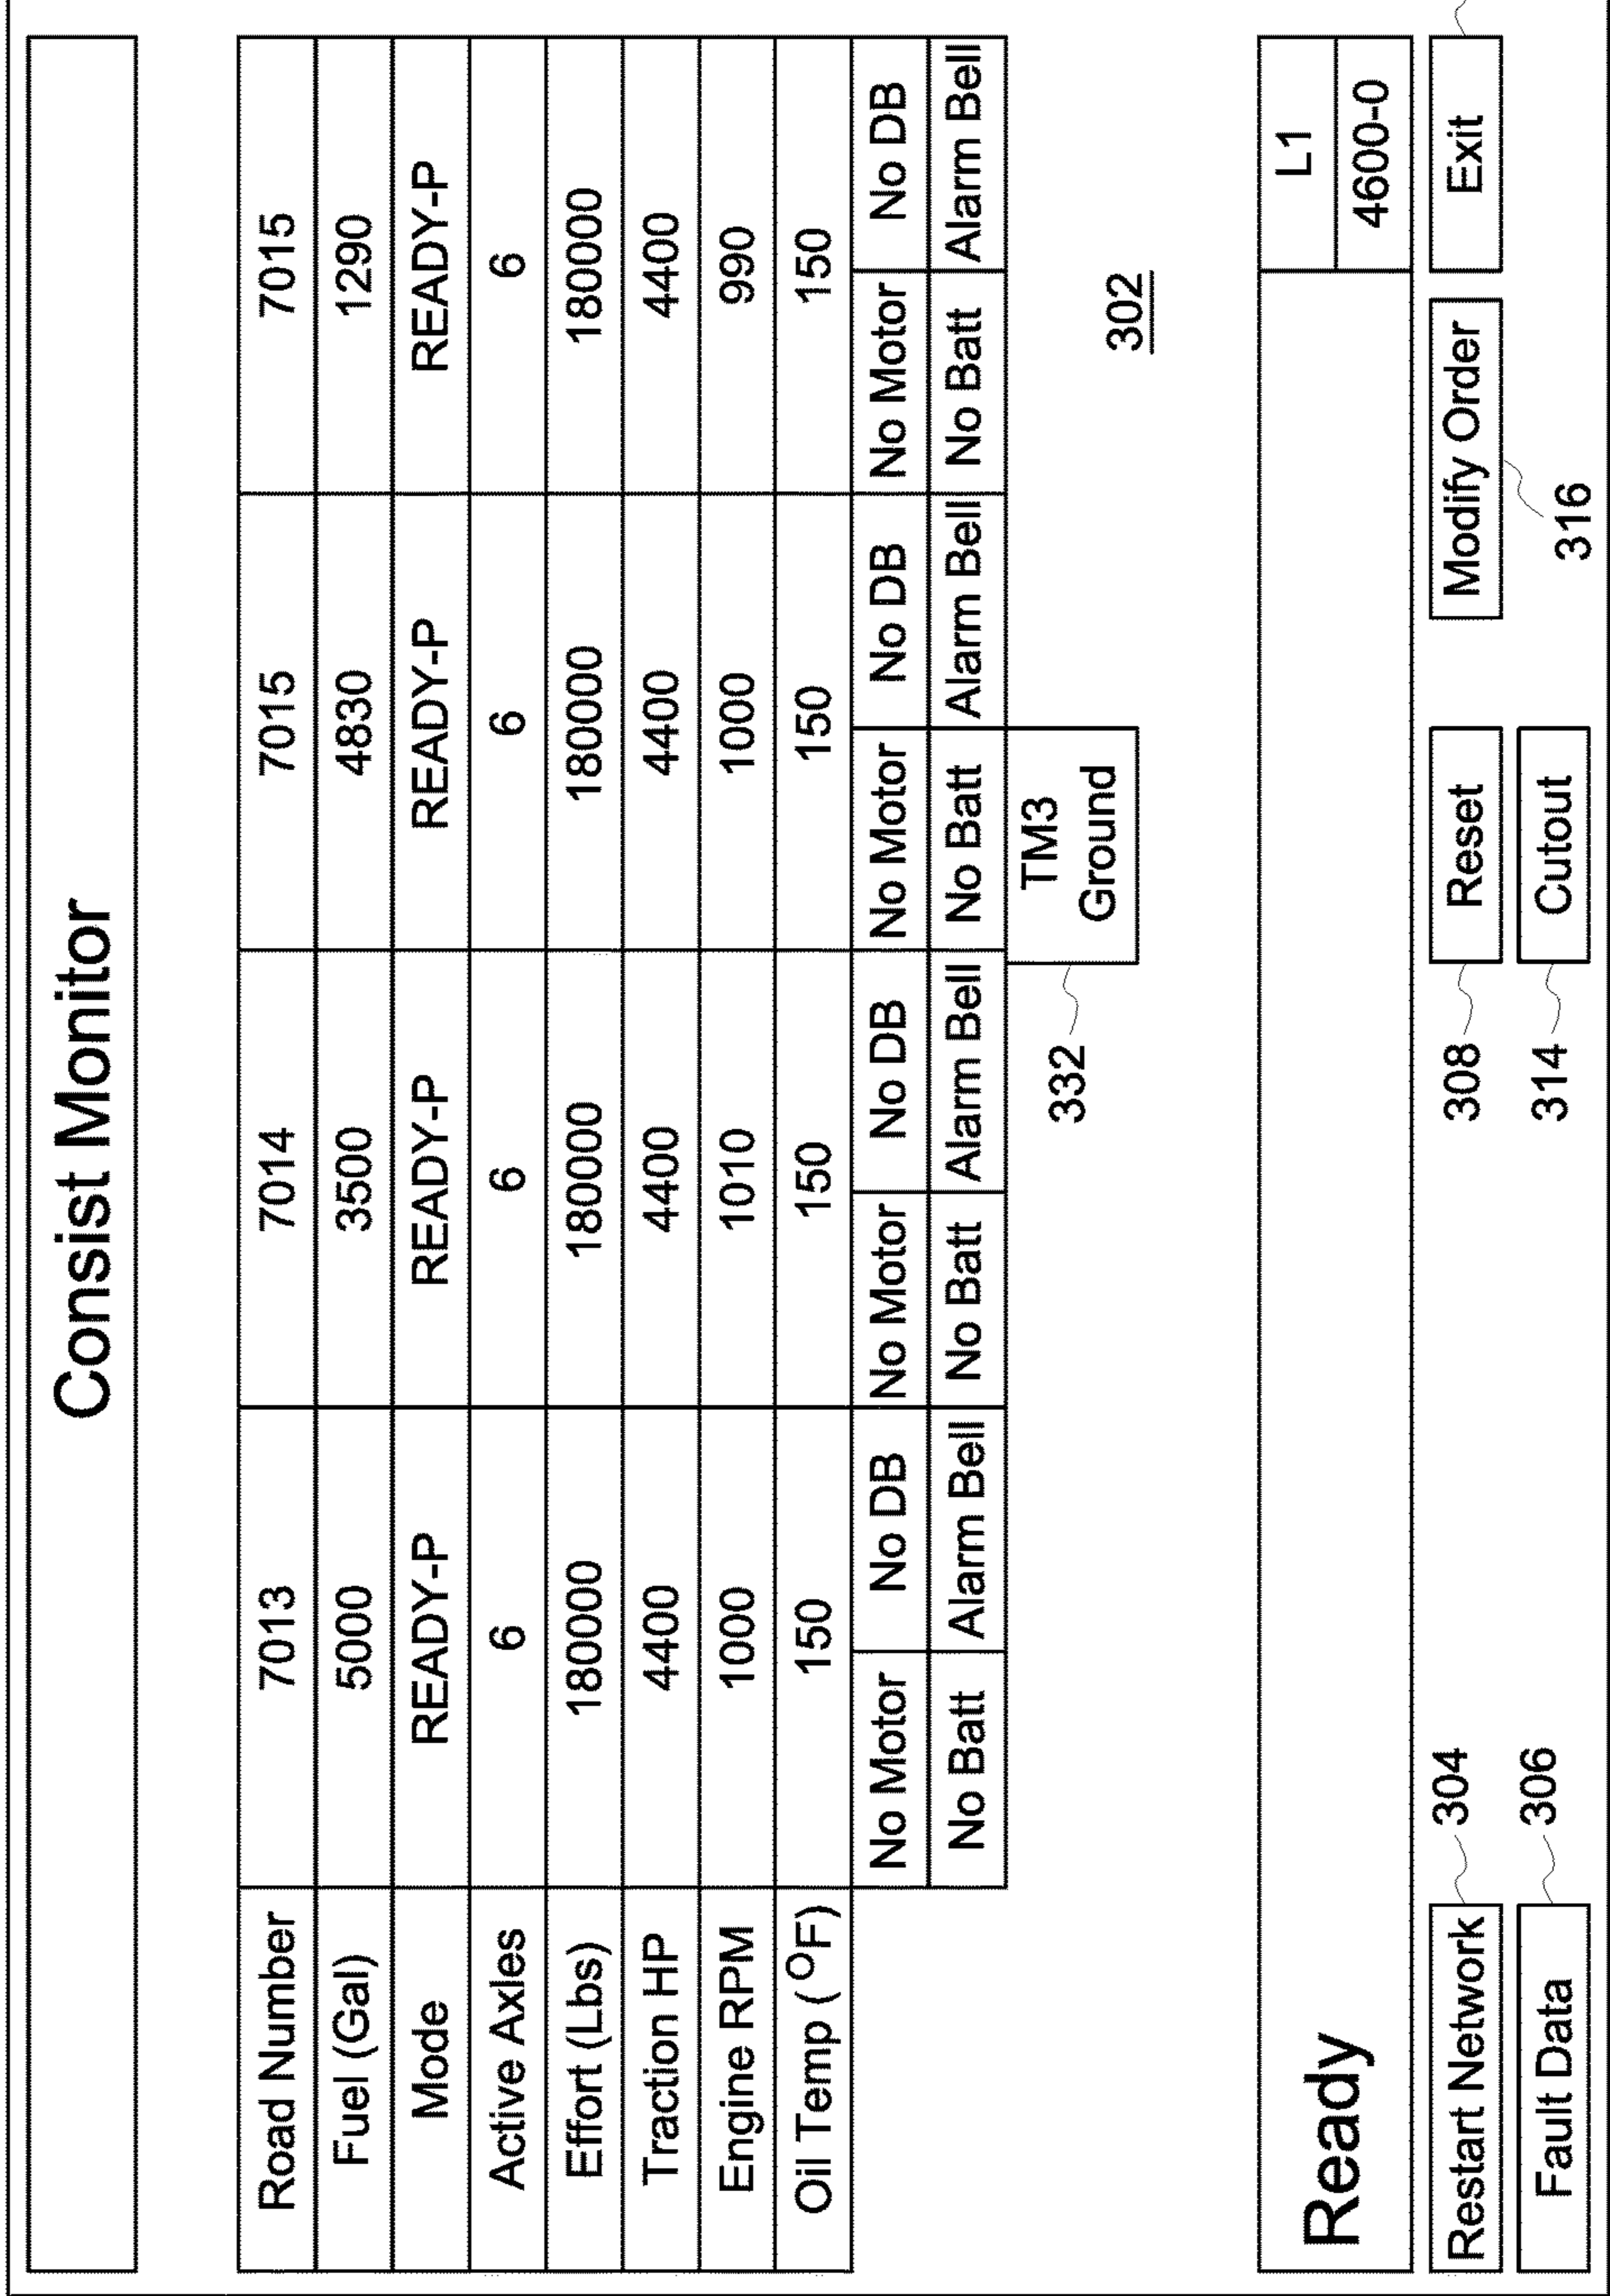 Consist Monitor
Road Number 7013 7014 7015 7015
Fuel (Gal) 5000 3500 4830 1290
Mode READY-P READY-P READY-P READY-P
Active Axles 6 6 6 6
Effort (Lbs) 180000 180000 180000 180000
Traction HP 4400 4400 4400 4400
Engine RPM 1000 1010 1000 990
Oil Temp (°F) 150 150 150 150
No Motor No DB No Motor No DB No Motor No DB No Motor No DB
No Batt Alarm Bell No Batt Alarm Bell No Batt Alarm Bell No Batt Alarm Bell
TM3
Ground
332
302
Ready
L1
4600-0
Restart Network 304 308 Reset Modify Order Exit
Fault Data 306 314 Cutout 316